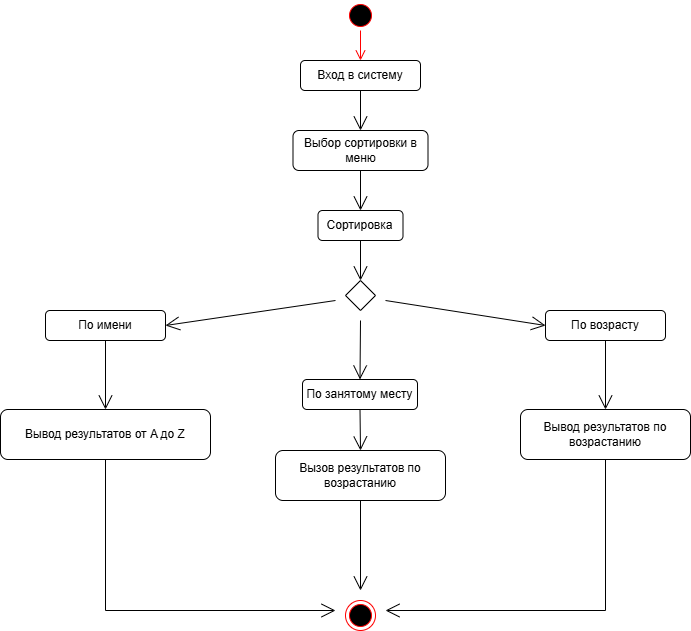 Вход в систему
Выбор сортировки в
меню
Сортировка
По имени
По возрасту
По занятому месту
Вывод результатов от A до Z
Вывод результатов по
возрастанию
Вызов результатов по
возрастанию